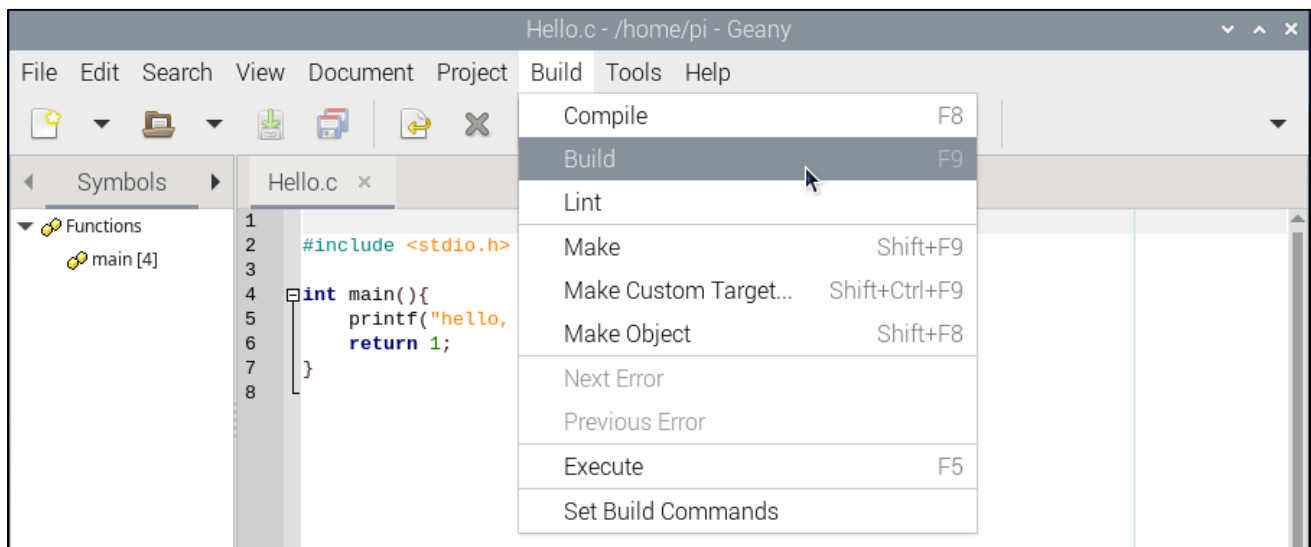 Hello.c - /home/pi - Geany
File Edit Search View Document Project Build Tools Help
Compile F8
Build F9
Lint
Make Shift+F9
Make Custom Target... Shift+Ctrl+F9
Make Object Shift+F8
Next Error
Previous Error
Execute F5
Set Build Commands
Symbols
Functions
main [4]
Hello.c
1
2 #include <stdio.h>
3
4 int main(){
5 printf("hello,
6 return 1;
7 }
8